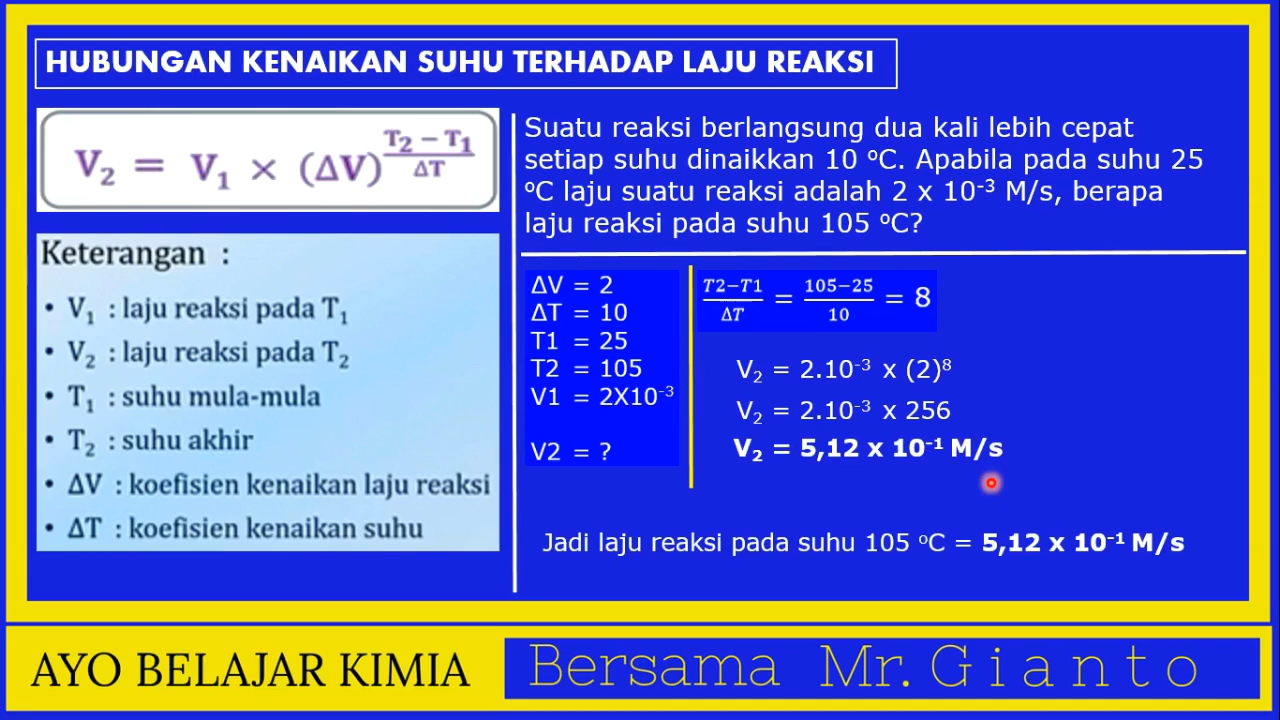 HUBUNGAN KENAIKAN SUHU TERHADAP LAJU REAKSI
V₂ = V₁ × (ΔV)^((T₂ − T₁)/ΔT)
Keterangan :
• V₁ : laju reaksi pada T₁
• V₂ : laju reaksi pada T₂
• T₁ : suhu mula-mula
• T₂ : suhu akhir
• ΔV : koefisien kenaikan laju reaksi
• ΔT : koefisien kenaikan suhu
Suatu reaksi berlangsung dua kali lebih cepat
setiap suhu dinaikkan 10 ⁰C. Apabila pada suhu 25
⁰C laju suatu reaksi adalah 2 x 10⁻³ M/s, berapa
laju reaksi pada suhu 105 ⁰C?
ΔV = 2
ΔT = 10
T1 = 25
T2 = 105
V1 = 2X10⁻³
V2 = ?
(T2−T1)/ΔT = (105−25)/10 = 8
V₂ = 2.10⁻³ x (2)⁸
V₂ = 2.10⁻³ x 256
V₂ = 5,12 x 10⁻¹ M/s
Jadi laju reaksi pada suhu 105 ⁰C = 5,12 x 10⁻¹ M/s
AYO BELAJAR KIMIA
Bersama Mr. Gianto